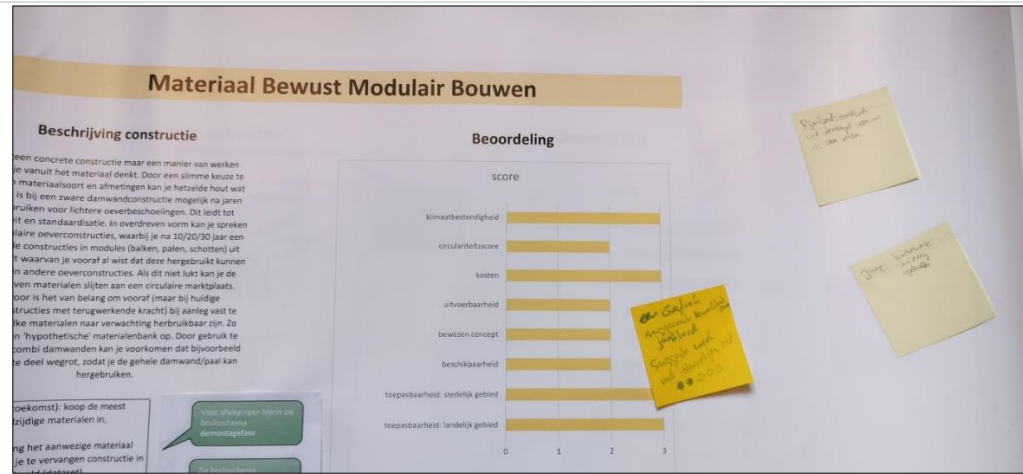 Materiaal Bewust Modulair Bouwen
Beschrijving constructie
een concrete constructie maar een manier van werken
je vanuit het materiaal denkt. Door een slimme keuze te
materiaalsoort en afmetingen kan je hetzelfde hout wat
is bij een zware damwandconstructie mogelijk na jaren
bruiken voor lichtere oeverbeschoeiingen. Dit leidt tot
it en standaardisatie. In overdreven vorm kan je spreken
laire oeverconstructies, waarbij je na 10/20/30 jaar een
e constructies in modules (balken, palen, schotten) uit
t waarvan je vooraf al wist dat deze hergebruikt kunnen
n andere oeverconstructies. Als dit niet lukt kan je de
ven materialen slijten aan een circulaire marktplaats.
oor is het van belang om vooraf (maar bij huidige
tructies met terugwerkende kracht) bij aanleg vast te
lke materialen naar verwachting herbruikbaar zijn. Zo
n 'hypothetische' materialenbank op. Door gebruik te
combi damwanden kan je voorkomen dat bijvoorbeeld
te deel wegrot, zodat je de gehele damwand/paal kan
hergebruiken.
oekomst): koop de meest
lzijdige materialen in.
ng het aanwezige materiaal
je te vervangen constructie in
Voor afwegingen hierin zie
beslisschema
demontagefase
Zie beslisschema
Beoordeling
score
klimaatbestendigheid
circulariteitsscore
kosten
uitvoerbaarheid
bewezen concept
beschikbaarheid
toepasbaarheid: stedelijk gebied
toepasbaarheid: landelijk gebied
0 1 2 3
Grafiek
suggereert
Suggestie werk
met